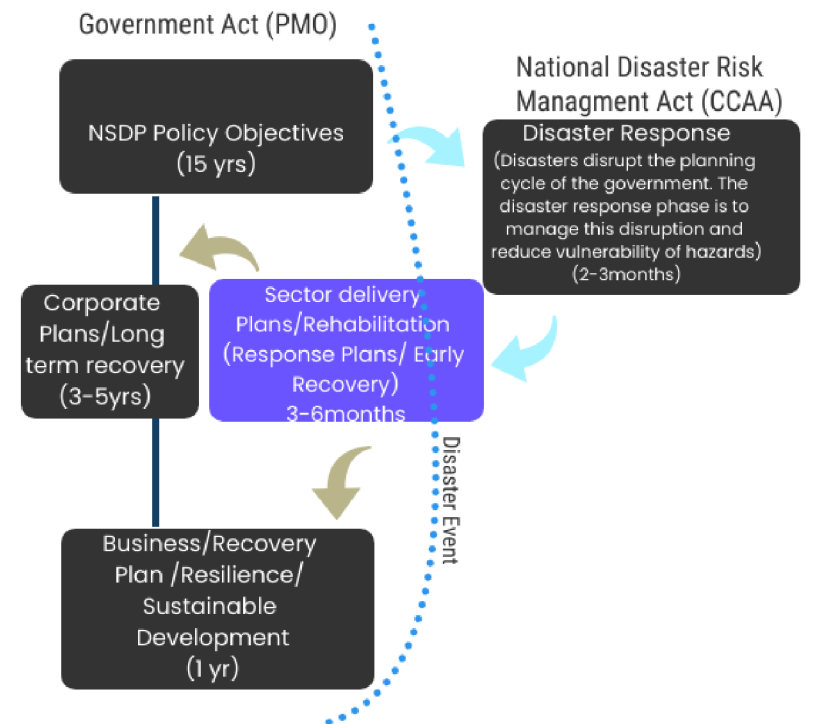 Government Act (PMO)
NSDP Policy Objectives
(15 yrs)
National Disaster Risk
Managment Act (CCAA)
Disaster Response
(Disasters disrupt the planning
cycle of the government. The
disaster response phase is to
manage this disruption and
reduce vulnerability of hazards)
(2-3months)
Corporate
Plans/Long
term recovery
(3-5yrs)
Sector delivery
Plans/Rehabilitation
(Response Plans/ Early
Recovery)
3-6months
Disaster Event
Business/Recovery
Plan /Resilience/
Sustainable
Development
(1 yr)